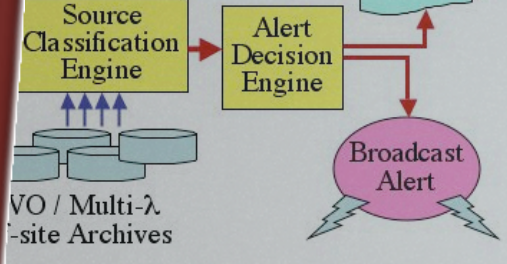 Source
Classification
Engine
Alert
Decision
Engine
Broadcast
Alert
VO / Multi-λ
-site Archives